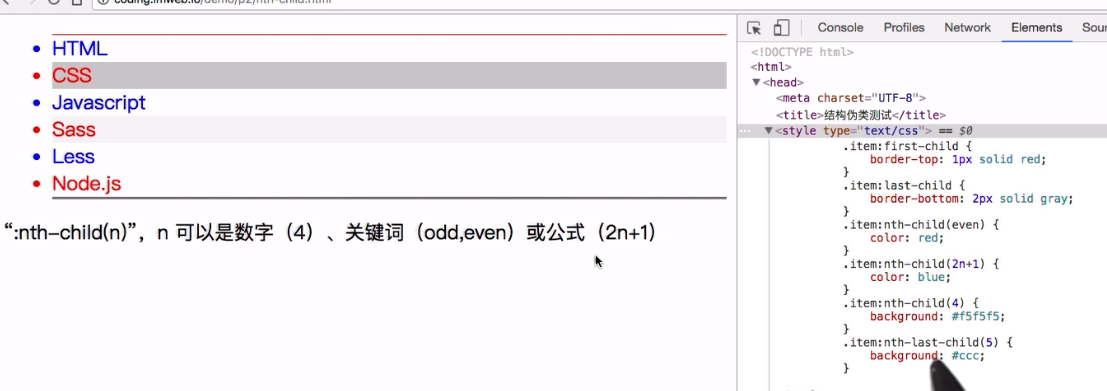 coding.imweb.io/demo/p2/nth-child.html
HTML
CSS
Javascript
Sass
Less
Node.js
“:nth-child(n)”，n 可以是数字（4）、关键词（odd,even）或公式（2n+1）
Console Profiles Network Elements Sour
<!DOCTYPE html>
<html>
▼<head>
<meta charset="UTF-8">
<title>结构伪类测试</title>
… ▼<style type="text/css"> == $0
.item:first-child {
border-top: 1px solid red;
}
.item:last-child {
border-bottom: 2px solid gray;
}
.item:nth-child(even) {
color: red;
}
.item:nth-child(2n+1) {
color: blue;
}
.item:nth-child(4) {
background: #f5f5f5;
}
.item:nth-last-child(5) {
background: #ccc;
}